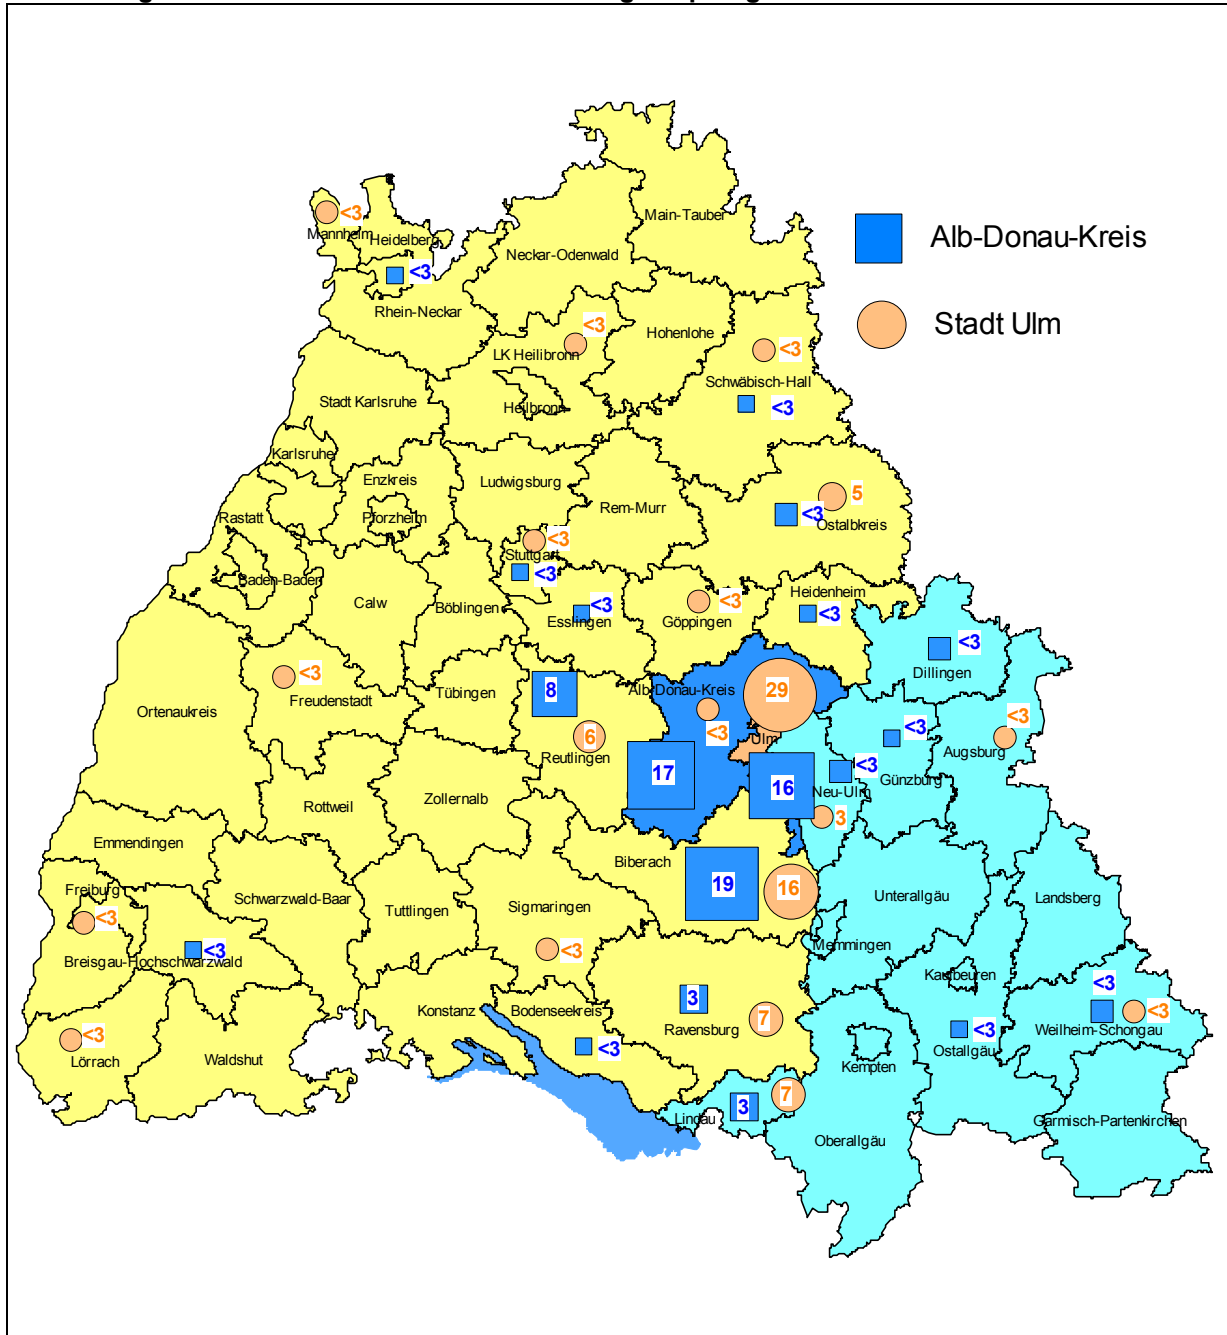 Main-Tauber
<3
Mannheim
Heidelberg
Alb-Donau-Kreis
Neckar-Odenwald
<3
Rhein-Neckar
<3
Hohenlohe
Stadt Ulm
LK Heilibronn
<3
Schwäbisch-Hall
<3
Stadt Karlsruhe
Heilbronn
Karlsruhe
Enzkreis
Ludwigsburg
5
Rem-Murr
<3
Ostalbkreis
Rastatt
Pforzheim
<3
Stuttgart
<3
Baden-Baden
Calw
Böblingen
<3
Esslingen
<3
Göppingen
Heidenheim
<3
<3
Dillingen
<3
Freudenstadt
Tübingen
8
Alb-Donau-Kreis
29
Ortenaukreis
<3
Ulm
<3
<3
Augsburg
6
Reutlingen
17
16
<3
Günzburg
Neu-Ulm
3
Rottweil
Zollernalb
Emmendingen
Biberach
19
16
Freiburg
<3
Schwarzwald-Baar
Tuttlingen
Sigmaringen
Unterallgäu
Landsberg
<3
Breisgau-Hochschwarzwald
<3
Memmingen
Kaufbeuren
<3
3
Konstanz
Bodenseekreis
Ravensburg
7
<3
Weilheim-Schongau
<3
Lörrach
Waldshut
<3
<3
Ostallgäu
Kempten
7
3
Lindau
Oberallgäu
Garmisch-Partenkirchen